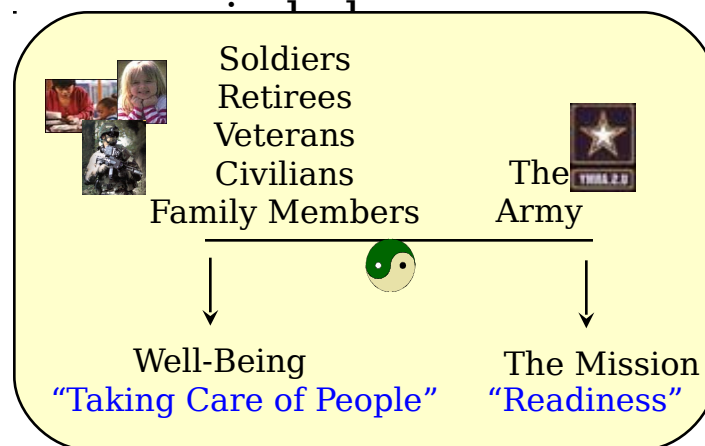 Soldiers
Retirees
Veterans
Civilians
Family Members
The
Army
Well-Being
“Taking Care of People”
The Mission
“Readiness”